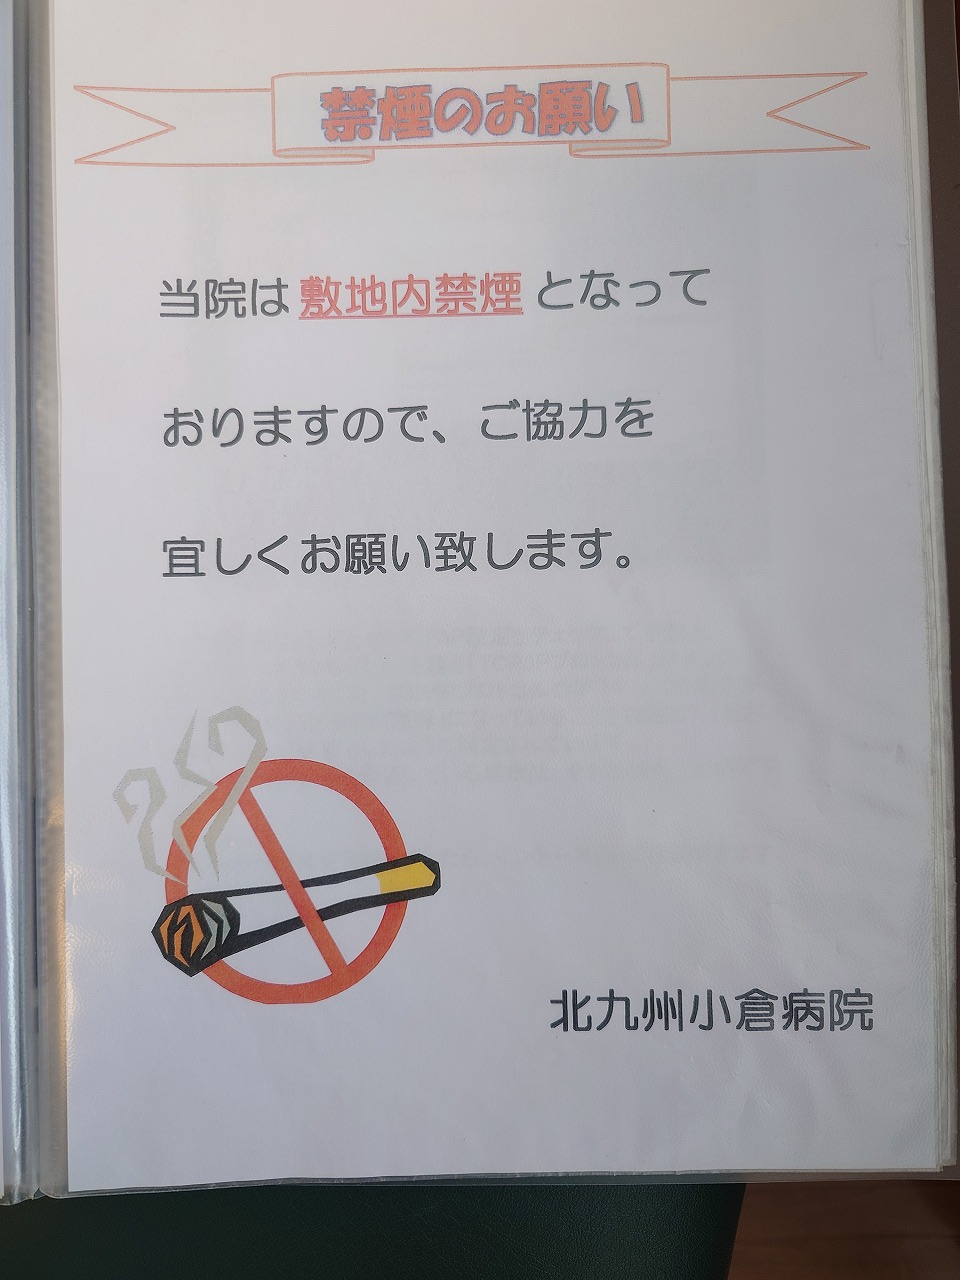 禁煙のお願い
当院は敷地内禁煙となって
おりますので、ご協力を
宜しくお願い致します。
北九州小倉病院